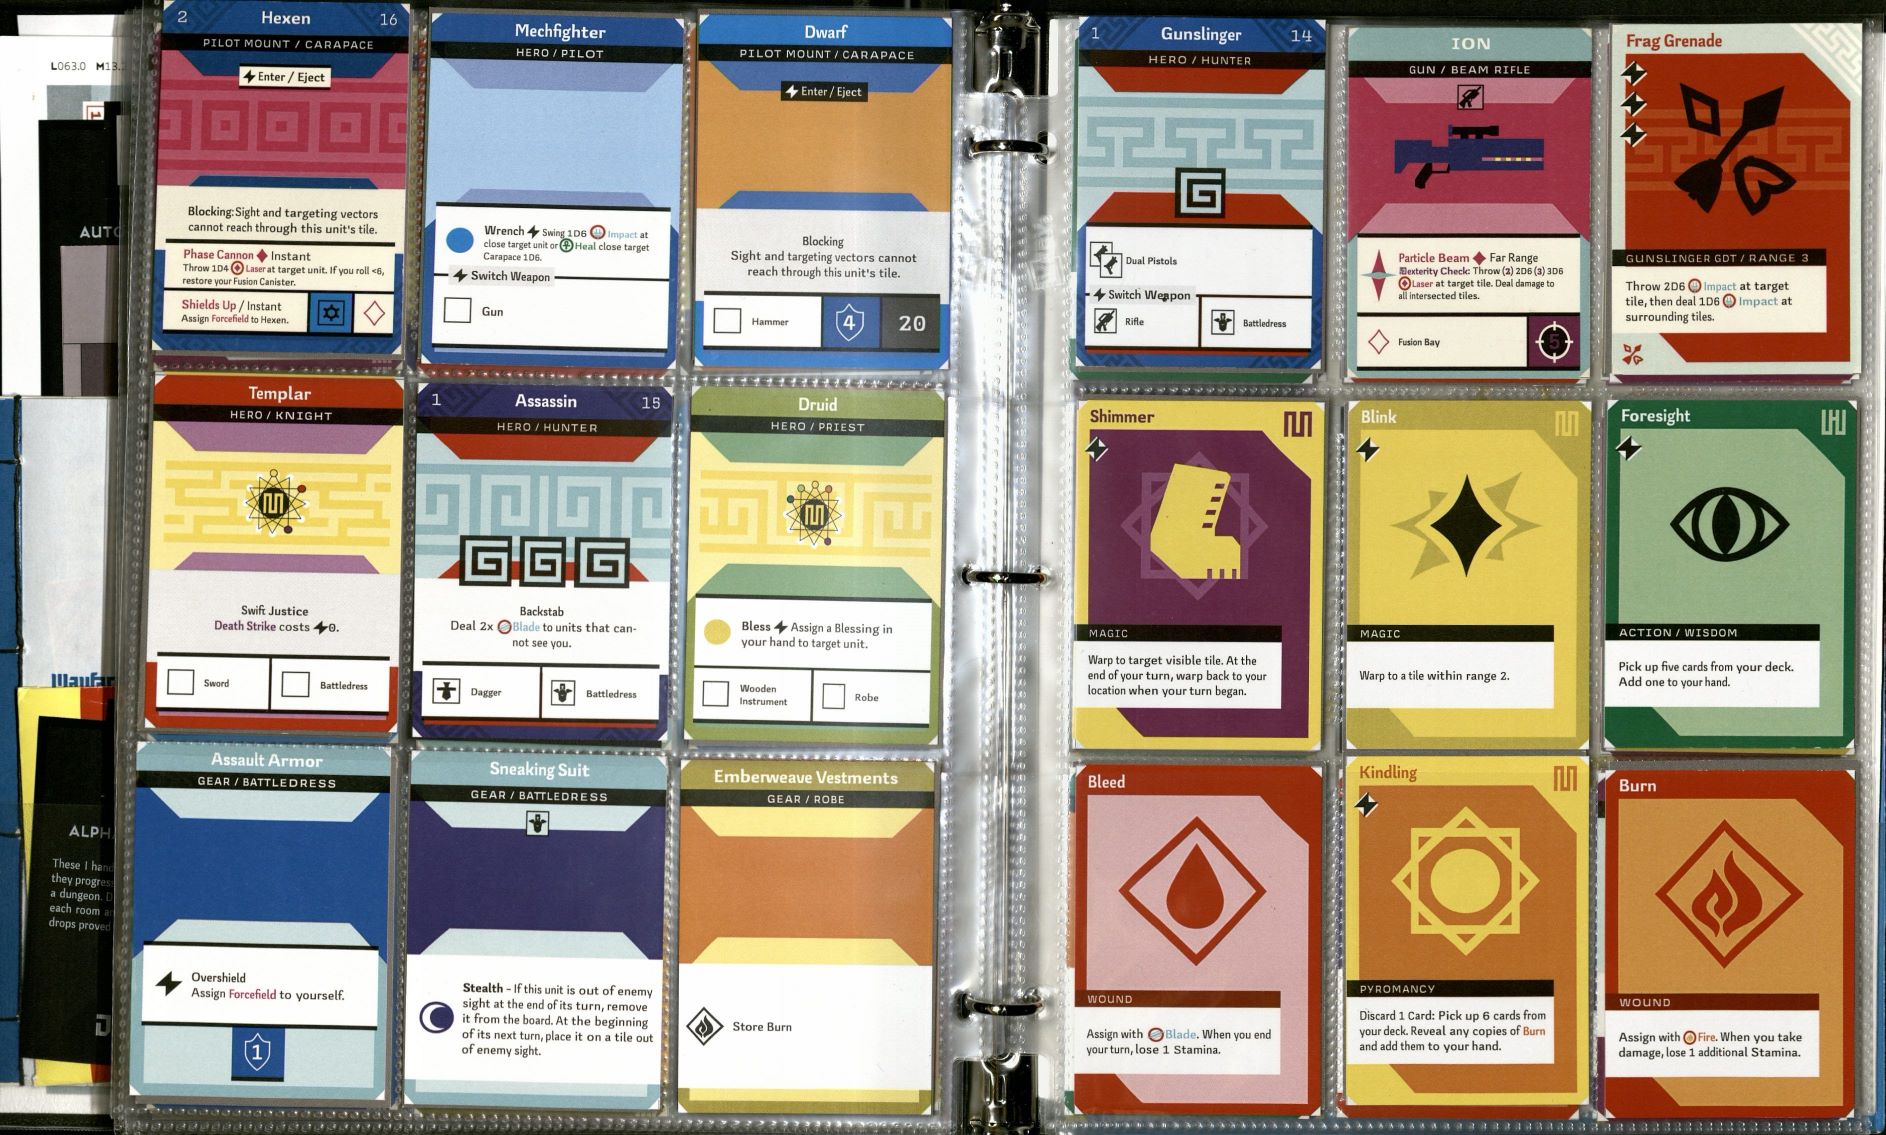 L063.0 M13.
AUTO
Wayfar
ALPH
These I hand
they progres
a dungeon. D
each room a
drops proved
2 Hexen 16
PILOT MOUNT / CARAPACE
Enter / Eject
Blocking: Sight and targeting vectors
cannot reach through this unit's tile.
Phase Cannon Instant
Throw 1D4 Laser at target unit. If you roll <6,
restore your Fusion Canister.
Shields Up / Instant
Assign Forcefield to Hexen.
Mechfighter
HERO / PILOT
Wrench Swing 1D6 Impact at
close target unit or Heal close target
Carapace 1D6.
Switch Weapon
Gun
Dwarf
PILOT MOUNT / CARAPACE
Enter / Eject
Blocking
Sight and targeting vectors cannot
reach through this unit's tile.
Hammer 4 20
Templar
HERO / KNIGHT
Swift Justice
Death Strike costs 0.
Sword Battledress
1 Assassin 15
HERO / HUNTER
Backstab
Deal 2x Blade to units that can-
not see you.
Dagger Battledress
Druid
HERO / PRIEST
Bless Assign a Blessing in
your hand to target unit.
Wooden
Instrument
Robe
Assault Armor
GEAR / BATTLEDRESS
Overshield
Assign Forcefield to yourself.
1
Sneaking Suit
GEAR / BATTLEDRESS
Stealth - If this unit is out of enemy
sight at the end of its turn, remove
it from the board. At the beginning
of its next turn, place it on a tile out
of enemy sight.
Emberweave Vestments
GEAR / ROBE
Store Burn
1 Gunslinger 14
HERO / HUNTER
Dual Pistols
Switch Weapon
Rifle Battledress
ION
GUN / BEAM RIFLE
Particle Beam Far Range
Dexterity Check: Throw (2) 2D6 (3) 3D6
Laser at target tile. Deal damage to
all intersected tiles.
Fusion Bay 5
Frag Grenade
GUNSLINGER GDT / RANGE 3
Throw 2D6 Impact at target
tile, then deal 1D6 Impact at
surrounding tiles.
Shimmer
MAGIC
Warp to target visible tile. At the
end of your turn, warp back to your
location when your turn began.
Blink
MAGIC
Warp to a tile within range 2.
Foresight
ACTION / WISDOM
Pick up five cards from your deck.
Add one to your hand.
Bleed
WOUND
Assign with Blade. When you end
your turn, lose 1 Stamina.
Kindling
PYROMANCY
Discard 1 Card: Pick up 6 cards from
your deck. Reveal any copies of Burn
and add them to your hand.
Burn
WOUND
Assign with Fire. When you take
damage, lose 1 additional Stamina.